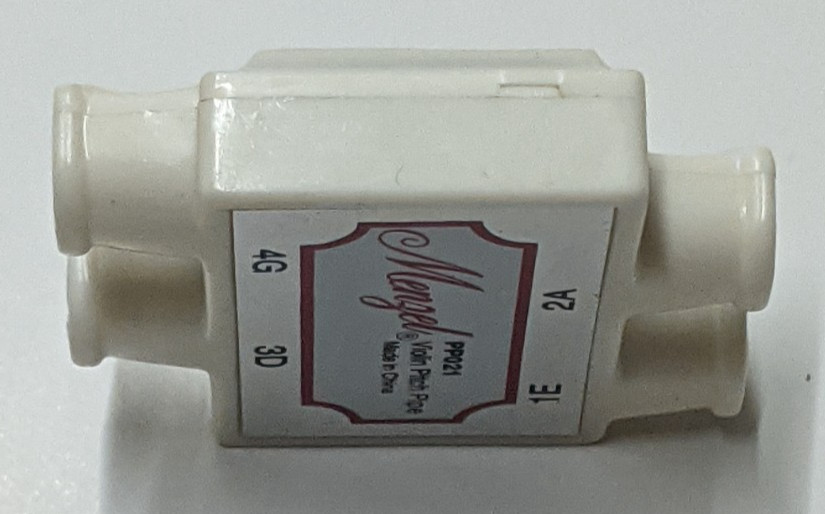 4G
3D
Menzel®
PP021
Violin Pitch Pipe
Made in China
2A
1E